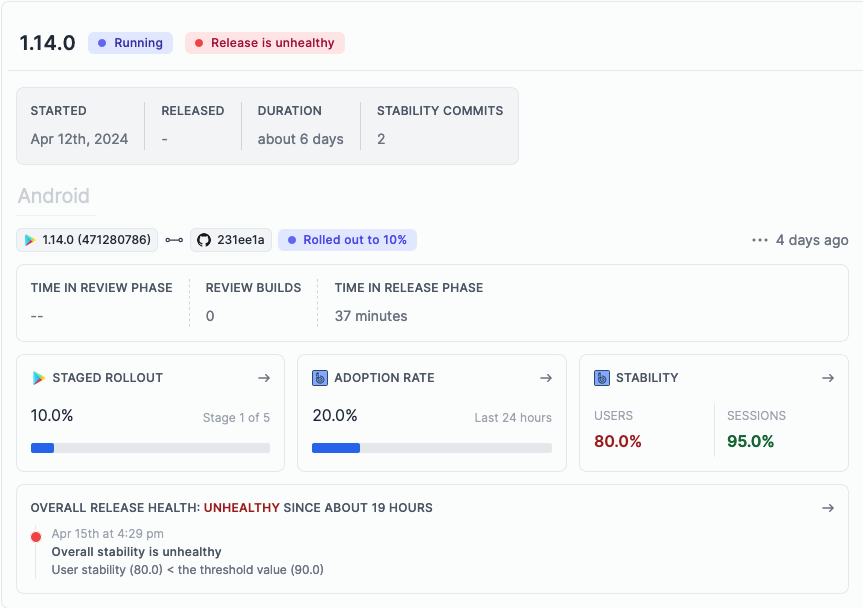 1.14.0 Running Release is unhealthy
STARTED RELEASED DURATION STABILITY COMMITS
Apr 12th, 2024 - about 6 days 2
Android
1.14.0 (471280786) 231ee1a Rolled out to 10% ··· 4 days ago
TIME IN REVIEW PHASE REVIEW BUILDS TIME IN RELEASE PHASE
-- 0 37 minutes
STAGED ROLLOUT → ADOPTION RATE → STABILITY →
10.0% Stage 1 of 5 20.0% Last 24 hours USERS SESSIONS
80.0% 95.0%
OVERALL RELEASE HEALTH: UNHEALTHY SINCE ABOUT 19 HOURS →
Apr 15th at 4:29 pm
Overall stability is unhealthy
User stability (80.0) < the threshold value (90.0)